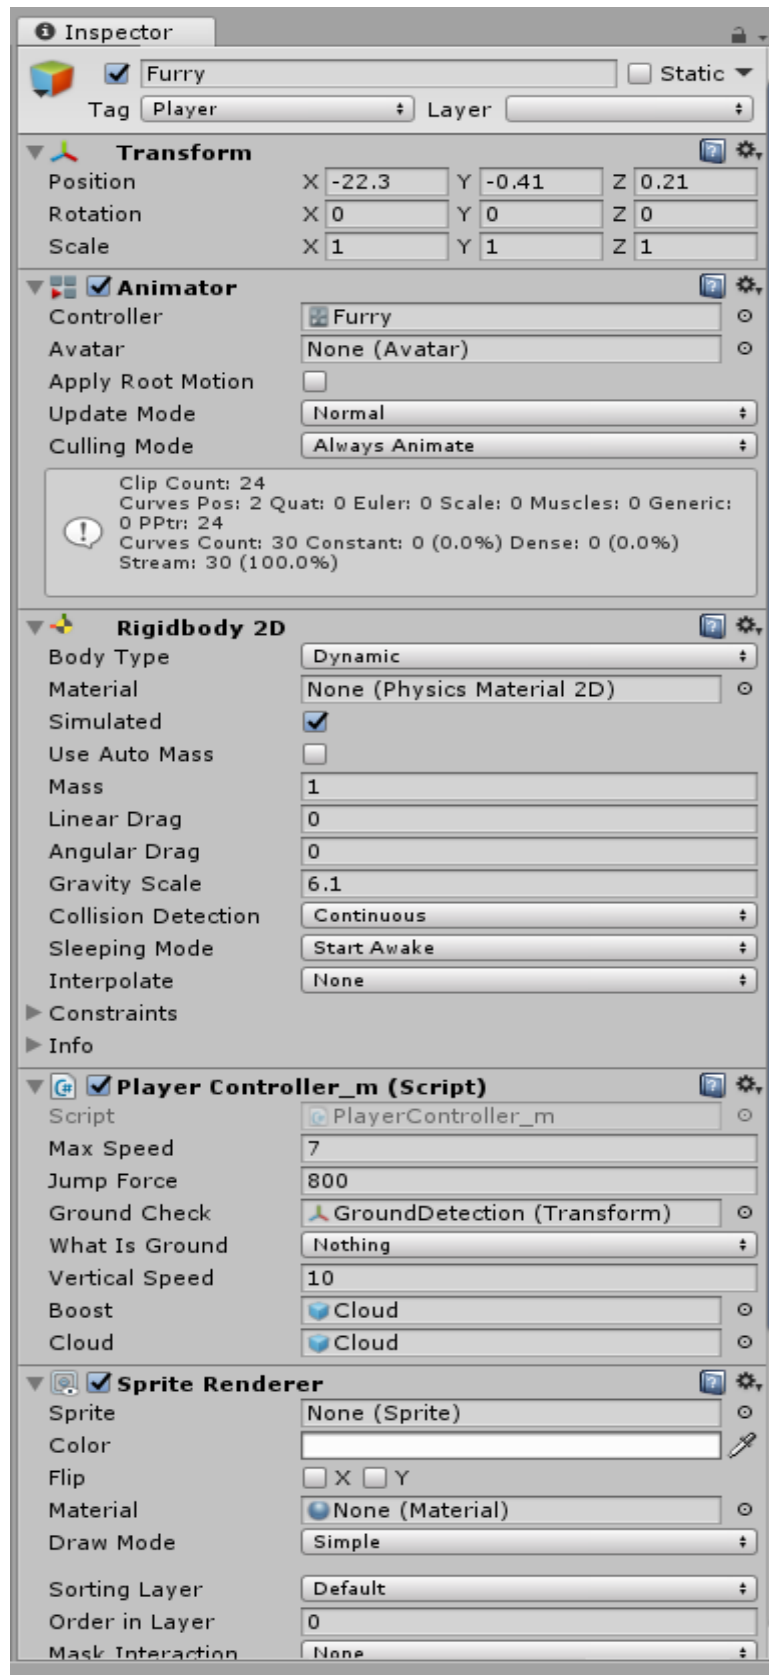 Inspector
Furry Static
Tag Player Layer
Transform
Position X -22.3 Y -0.41 Z 0.21
Rotation X 0 Y 0 Z 0
Scale X 1 Y 1 Z 1
Animator
Controller Furry
Avatar None (Avatar)
Apply Root Motion
Update Mode Normal
Culling Mode Always Animate
Clip Count: 24
Curves Pos: 2 Quat: 0 Euler: 0 Scale: 0 Muscles: 0 Generic:
0 PPtr: 24
Curves Count: 30 Constant: 0 (0.0%) Dense: 0 (0.0%)
Stream: 30 (100.0%)
Rigidbody 2D
Body Type Dynamic
Material None (Physics Material 2D)
Simulated
Use Auto Mass
Mass 1
Linear Drag 0
Angular Drag 0
Gravity Scale 6.1
Collision Detection Continuous
Sleeping Mode Start Awake
Interpolate None
Constraints
Info
Player Controller_m (Script)
Script PlayerController_m
Max Speed 7
Jump Force 800
Ground Check GroundDetection (Transform)
What Is Ground Nothing
Vertical Speed 10
Boost Cloud
Cloud Cloud
Sprite Renderer
Sprite None (Sprite)
Color
Flip X Y
Material None (Material)
Draw Mode Simple
Sorting Layer Default
Order in Layer 0
Mask Interaction None